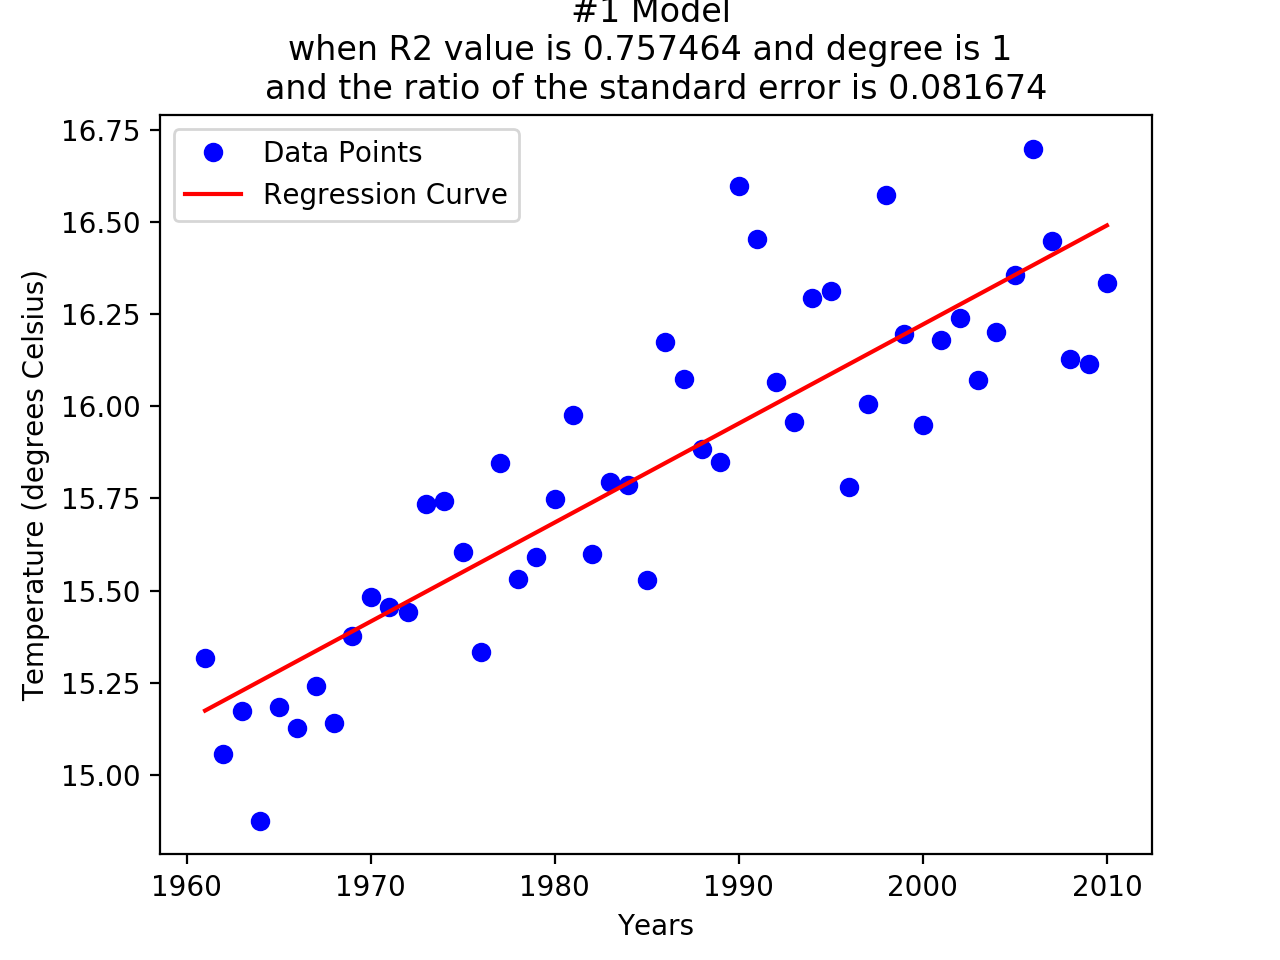 #1 Model
when R2 value is 0.757464 and degree is 1
and the ratio of the standard error is 0.081674
16.75
16.50
16.25
16.00
15.75
15.50
15.25
15.00
Temperature (degrees Celsius)
Data Points
Regression Curve
1960 1970 1980 1990 2000 2010
Years